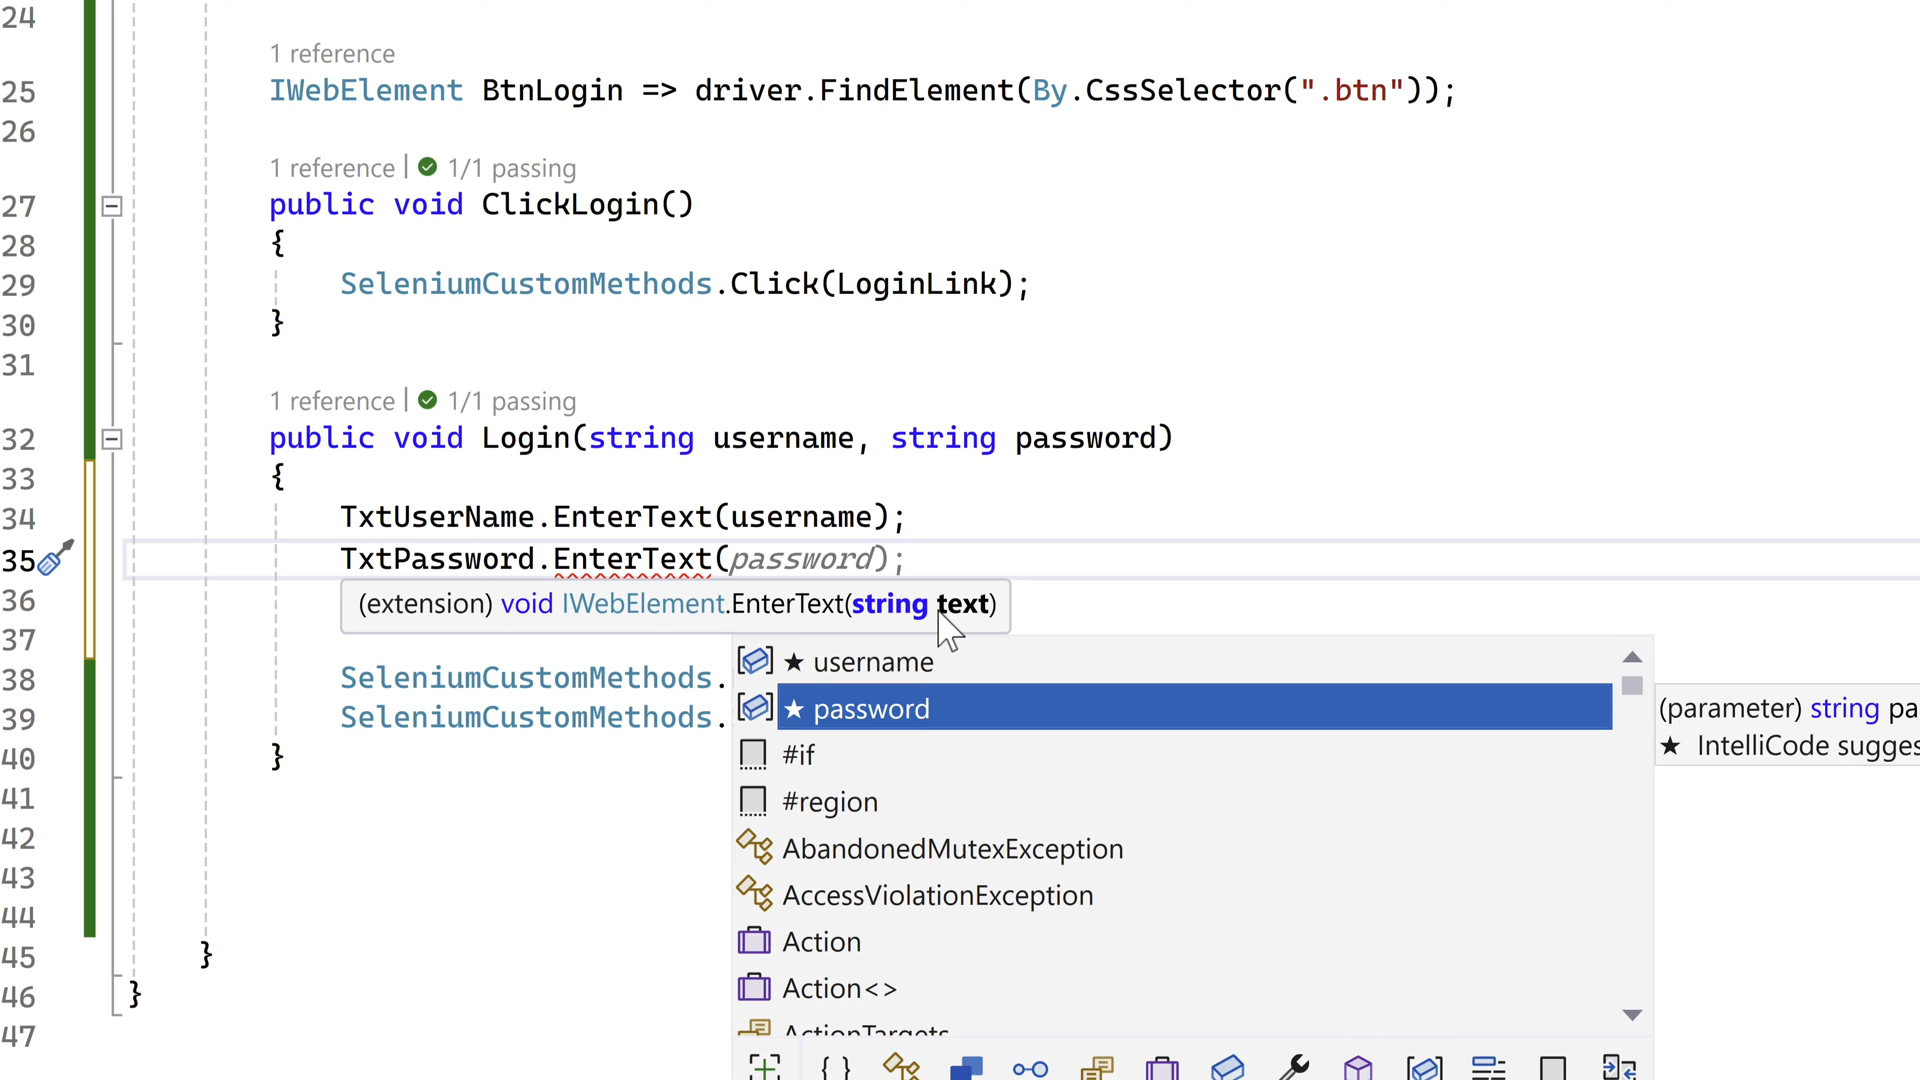 24
1 reference
25 IWebElement BtnLogin => driver.FindElement(By.CssSelector(".btn"));
26
1 reference | 1/1 passing
27 public void ClickLogin()
28 {
29 SeleniumCustomMethods.Click(LoginLink);
30 }
31
1 reference | 1/1 passing
32 public void Login(string username, string password)
33 {
34 TxtUserName.EnterText(username);
35 TxtPassword.EnterText(password);
36 (extension) void IWebElement.EnterText(string text)
37 ★ username
38 SeleniumCustomMethods.
★ password
(parameter) string pa
39 SeleniumCustomMethods.
★ IntelliCode sugges
40 }
#if
41 #region
42 AbandonedMutexException
43 AccessViolationException
44
45 }
Action
46 }
Action<>
47 ActionTargets